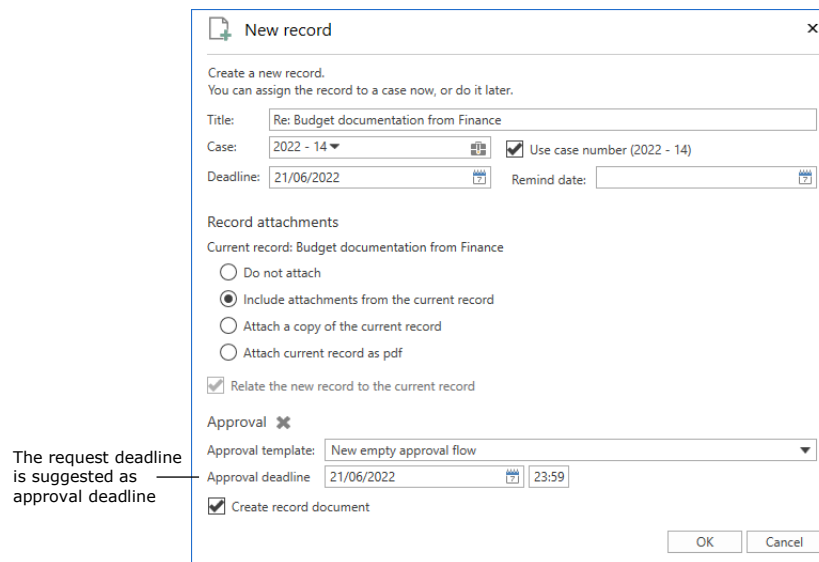 New record
Create a new record.
You can assign the record to a case now, or do it later.
Title: Re: Budget documentation from Finance
Case: 2022 - 14 Use case number (2022 - 14)
Deadline: 21/06/2022 7 Remind date: 7
Record attachments
Current record: Budget documentation from Finance
Do not attach
Include attachments from the current record
Attach a copy of the current record
Attach current record as pdf
Relate the new record to the current record
Approval
Approval template: New empty approval flow
The request deadline
is suggested as
approval deadline
Approval deadline 21/06/2022 7 23:59
Create record document
OK Cancel